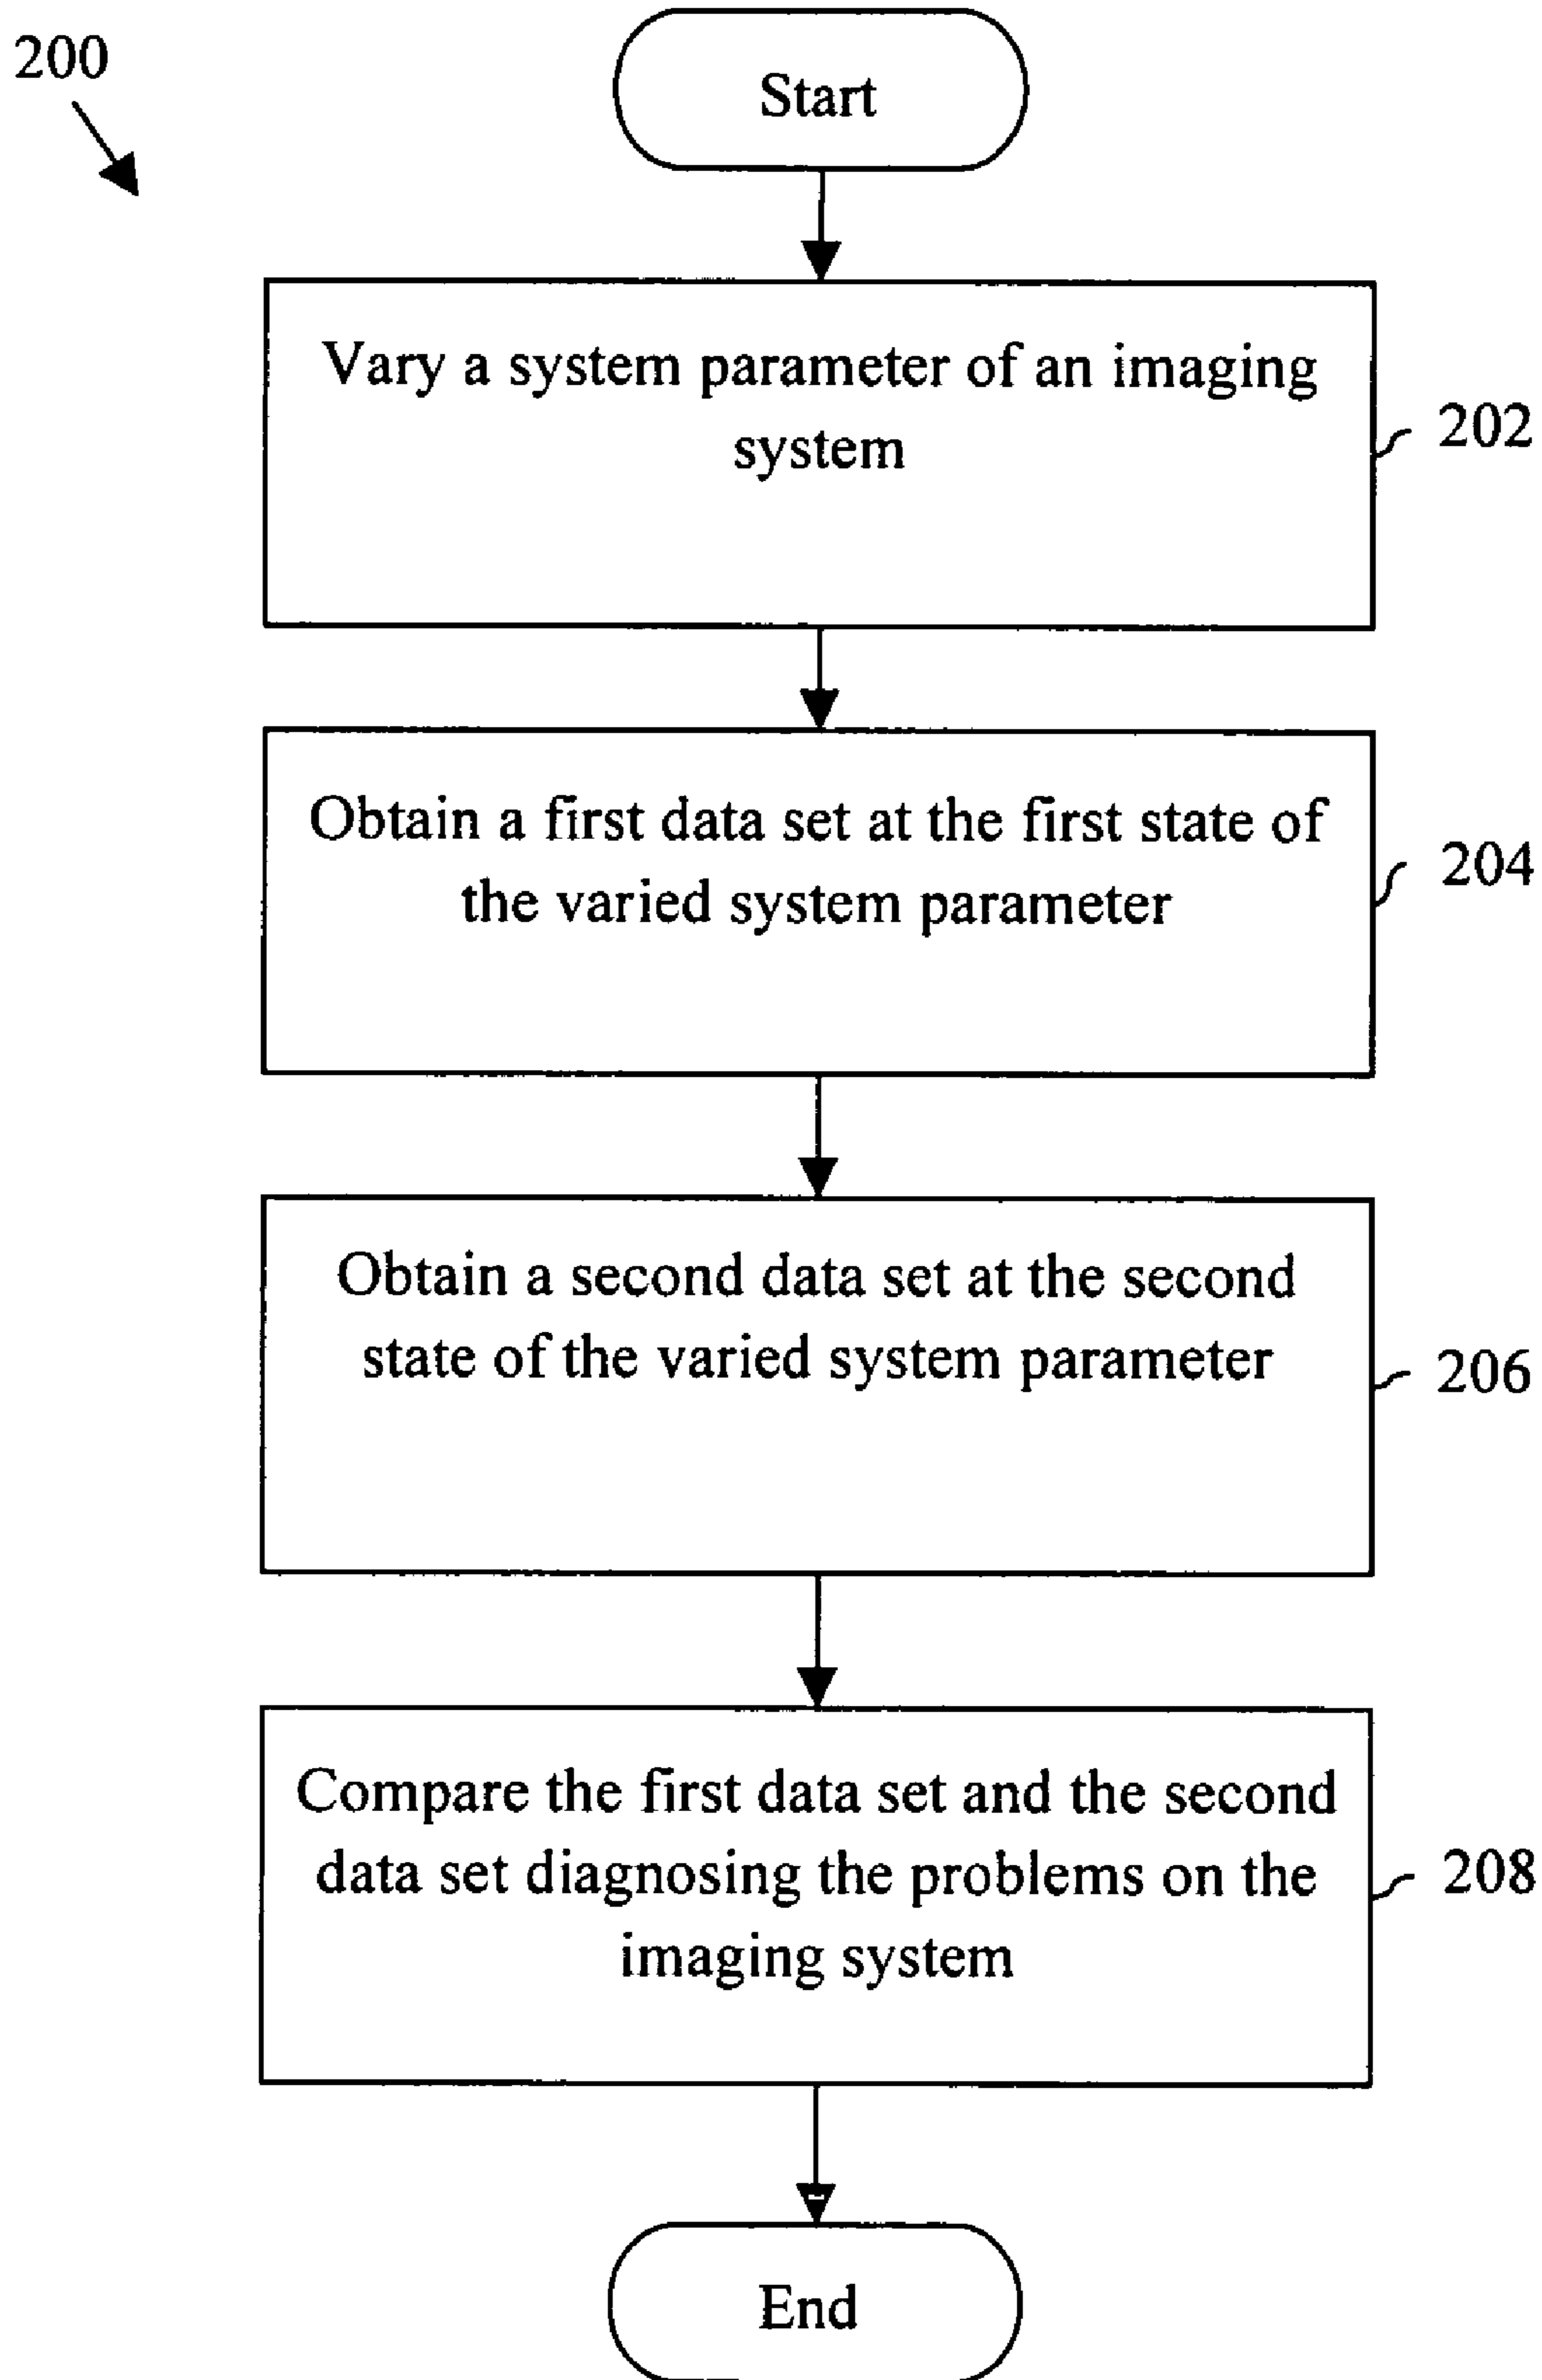 200
Start
Vary a system parameter of an imaging
system
202
Obtain a first data set at the first state of
the varied system parameter
204
Obtain a second data set at the second
state of the varied system parameter
206
Compare the first data set and the second
data set diagnosing the problems on the
imaging system
208
End